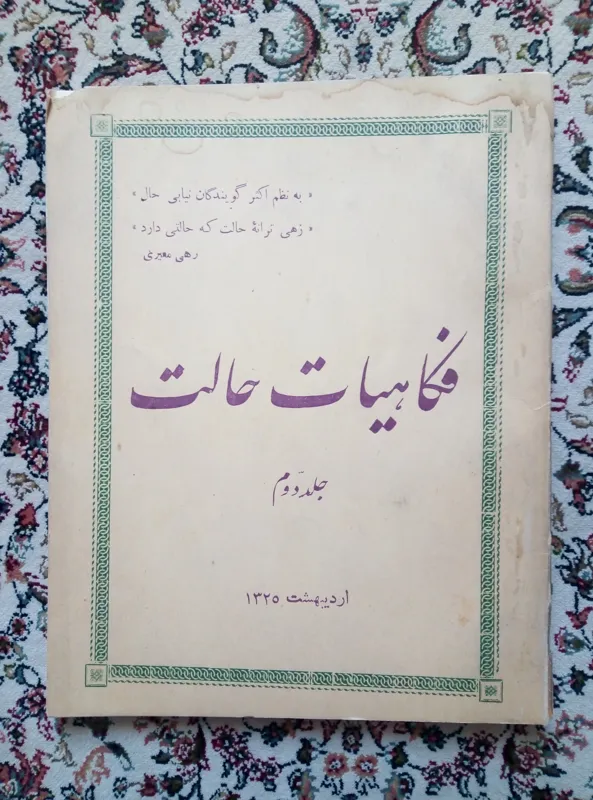 « به نظم اکثر گویندگان نیابی حال »
« زهی ترانهٔ حالت که حالتی دارد »
رهی معیری
فکاهیات حالت
جلد دوّم
اردیبهشت ۱۳۲۵